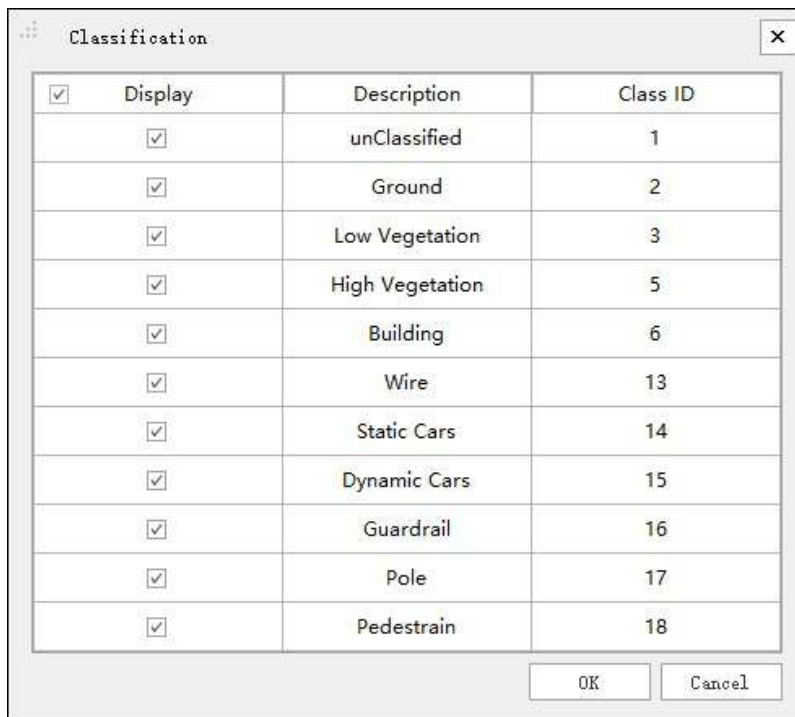 Classification
Display Description Class ID
unClassified 1
Ground 2
Low Vegetation 3
High Vegetation 5
Building 6
Wire 13
Static Cars 14
Dynamic Cars 15
Guardrail 16
Pole 17
Pedestrain 18
OK Cancel